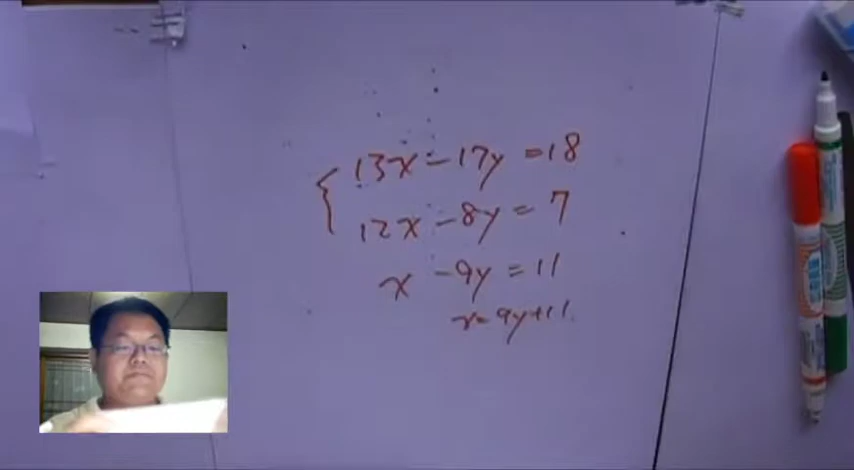 13x - 17y = 18
12x - 8y = 7
x - 9y = 11
x = 9y + 11